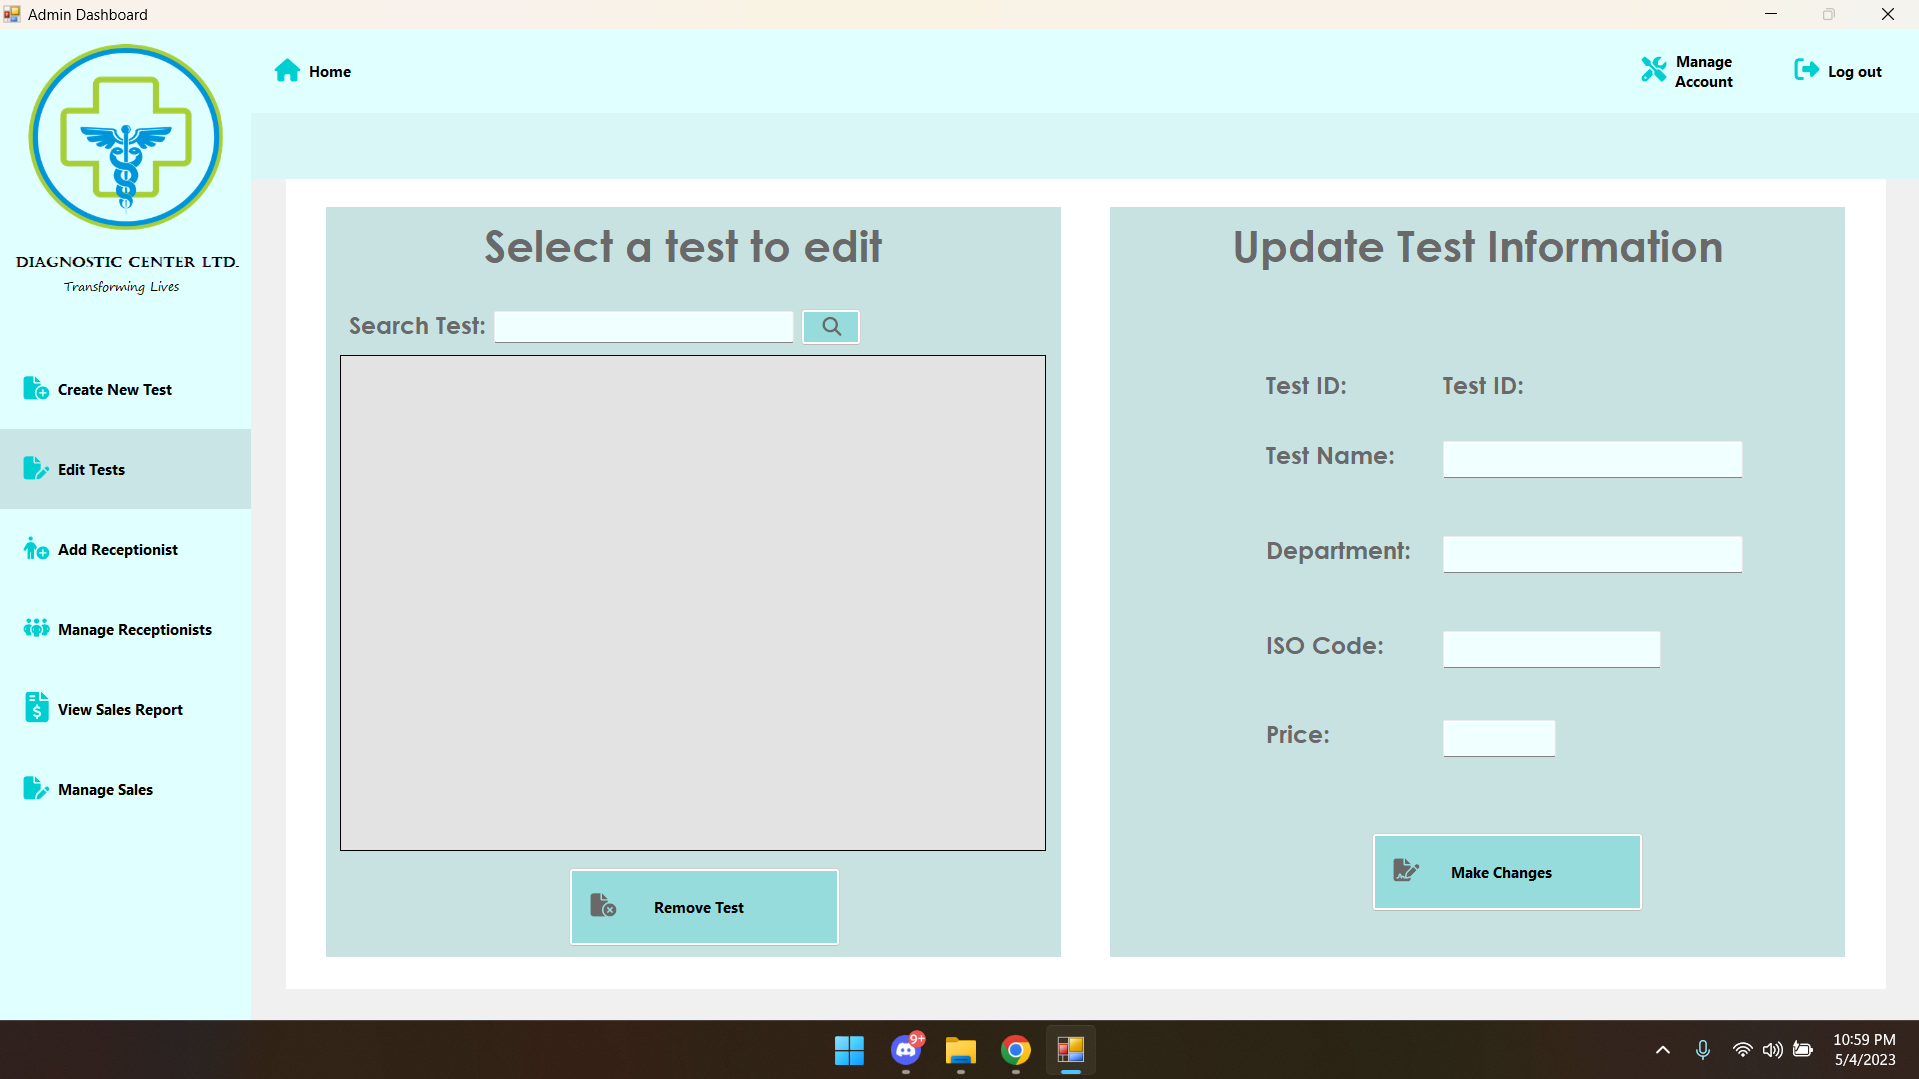 Admin Dashboard
Home
Manage
Account
Log out
DIAGNOSTIC CENTER LTD.
Transforming Lives
Create New Test
Edit Tests
Add Receptionist
Manage Receptionists
View Sales Report
Manage Sales
Select a test to edit
Search Test:
Remove Test
Update Test Information
Test ID: Test ID:
Test Name:
Department:
ISO Code:
Price:
Make Changes
9+
10:59 PM
5/4/2023